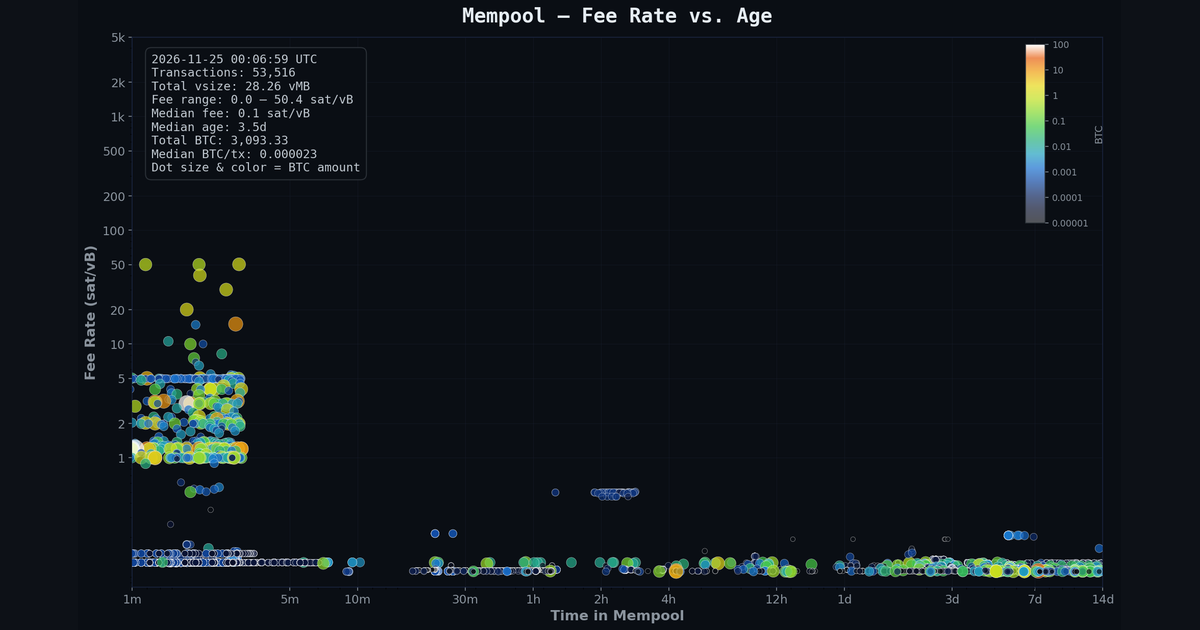 Mempool — Fee Rate vs. Age
2026-11-25 00:06:59 UTC
Transactions: 53,516
Total vsize: 28.26 vMB
Fee range: 0.0 – 50.4 sat/vB
Median fee: 0.1 sat/vB
Median age: 3.5d
Total BTC: 3,093.33
Median BTC/tx: 0.000023
Dot size & color = BTC amount
100
10
1
0.1
0.01
0.001
0.0001
0.00001
BTC
Fee Rate (sat/vB)
5k
2k
1k
500
200
100
50
20
10
5
2
1
1m
5m
10m
30m
1h
2h
4h
12h
1d
3d
7d
14d
Time in Mempool